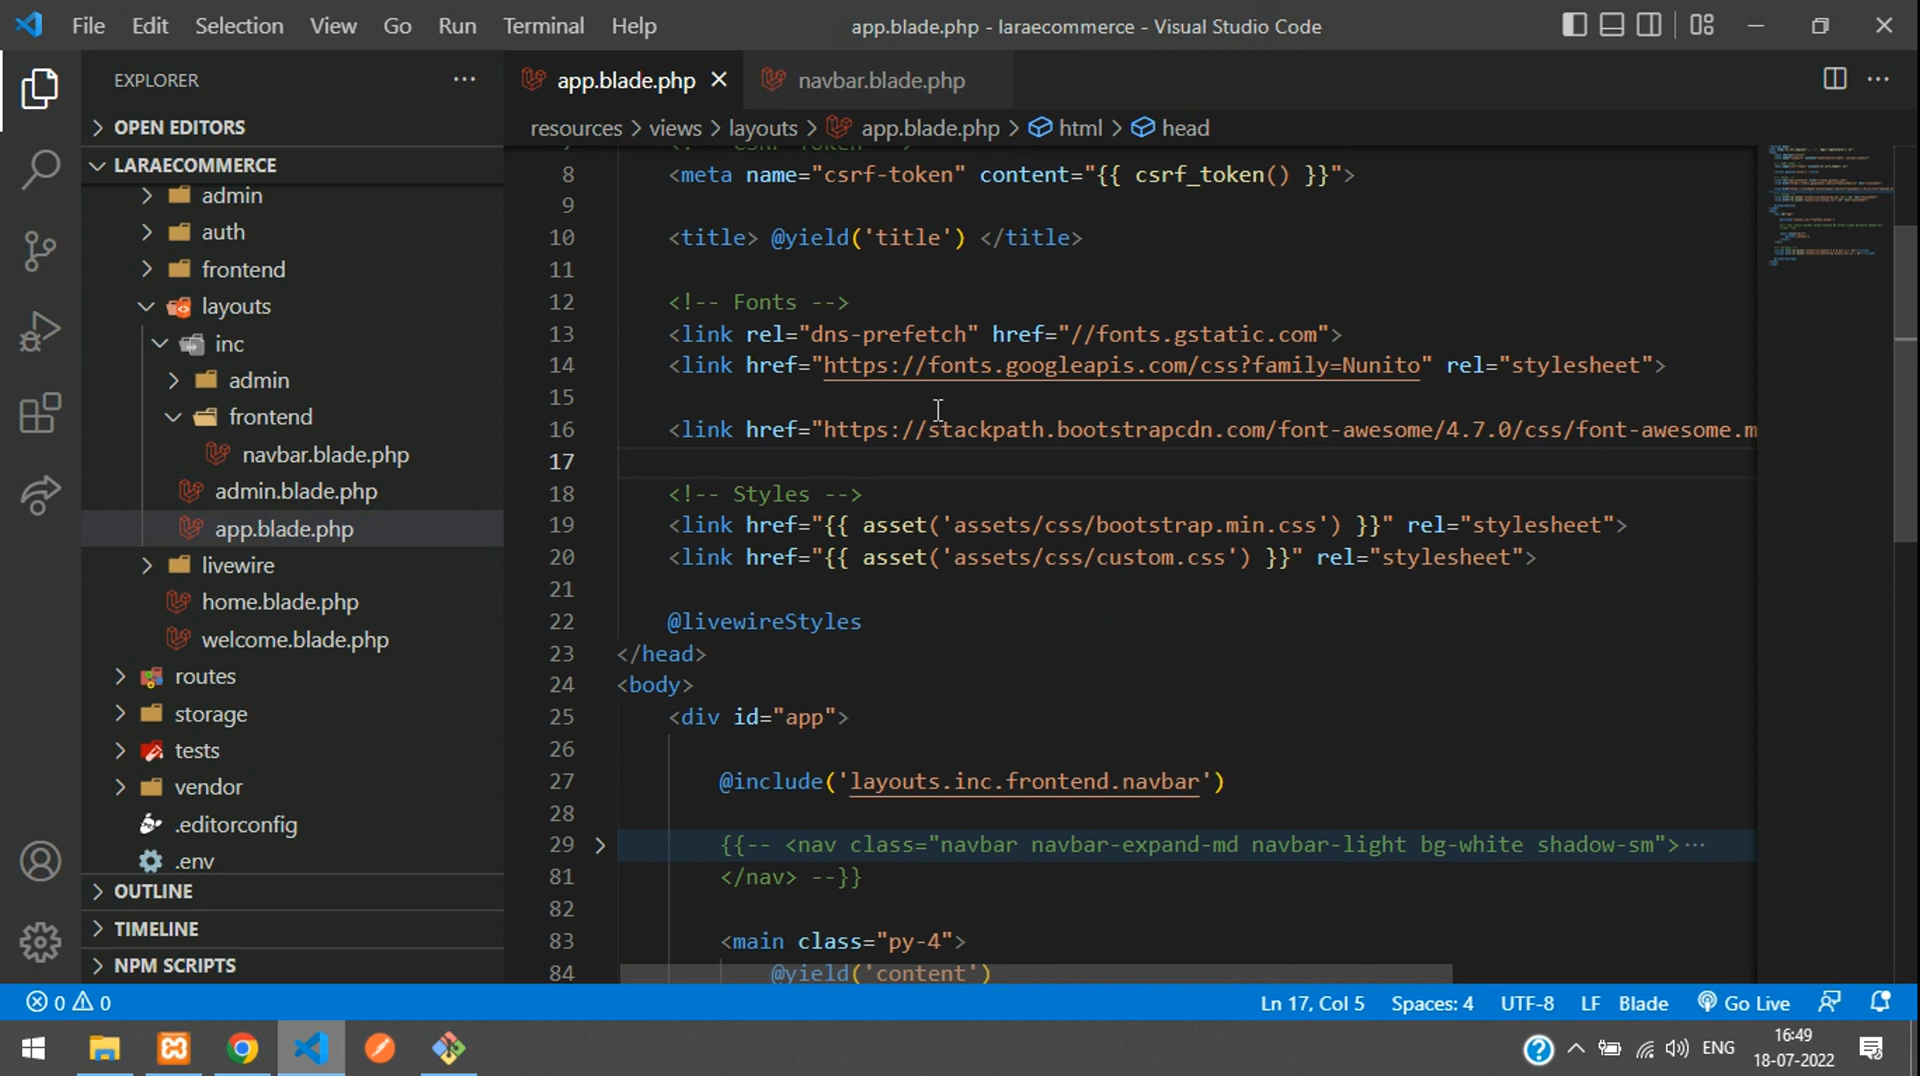 File Edit Selection View Go Run Terminal Help
app.blade.php - laraecommerce - Visual Studio Code
EXPLORER
OPEN EDITORS
LARAECOMMERCE
admin
auth
frontend
layouts
inc
admin
frontend
navbar.blade.php
admin.blade.php
app.blade.php
livewire
home.blade.php
welcome.blade.php
routes
storage
tests
vendor
.editorconfig
.env
OUTLINE
TIMELINE
NPM SCRIPTS
app.blade.php navbar.blade.php
resources > views > layouts > app.blade.php > html > head
8 <meta name="csrf-token" content="{{ csrf_token() }}">
9
10 <title> @yield('title') </title>
11
12 <!-- Fonts -->
13 <link rel="dns-prefetch" href="//fonts.gstatic.com">
14 <link href="https://fonts.googleapis.com/css?family=Nunito" rel="stylesheet">
15
16 <link href="https://stackpath.bootstrapcdn.com/font-awesome/4.7.0/css/font-awesome.m
17
18 <!-- Styles -->
19 <link href="{{ asset('assets/css/bootstrap.min.css') }}" rel="stylesheet">
20 <link href="{{ asset('assets/css/custom.css') }}" rel="stylesheet">
21
22 @livewireStyles
23 </head>
24 <body>
25 <div id="app">
26
27 @include('layouts.inc.frontend.navbar')
28
29 {{-- <nav class="navbar navbar-expand-md navbar-light bg-white shadow-sm">···
81 </nav> --}}
82
83 <main class="py-4">
84 @yield('content')
0 0
Ln 17, Col 5 Spaces: 4 UTF-8 LF Blade Go Live
ENG
16:49
18-07-2022